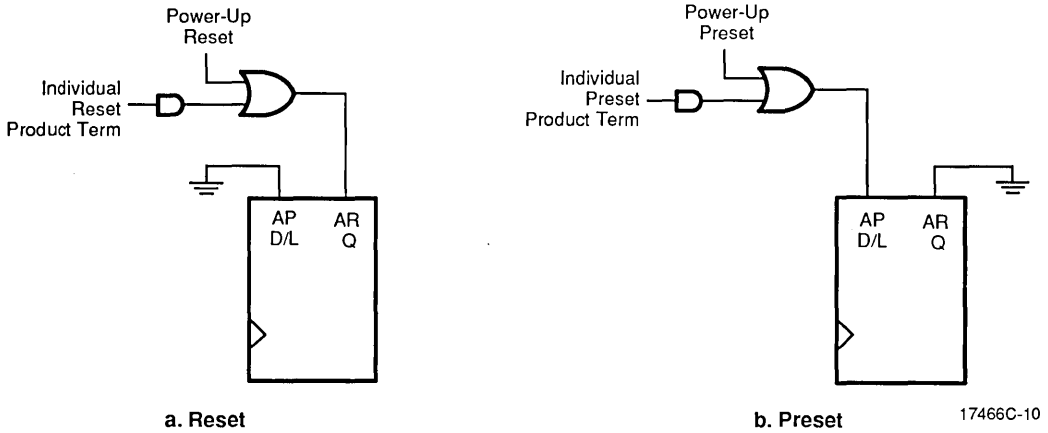 Power-Up
Reset
Individual
Reset
Product Term
AP AR
D/L Q
a. Reset
Power-Up
Preset
Individual
Preset
Product Term
AP AR
D/L Q
b. Preset
17466C-10